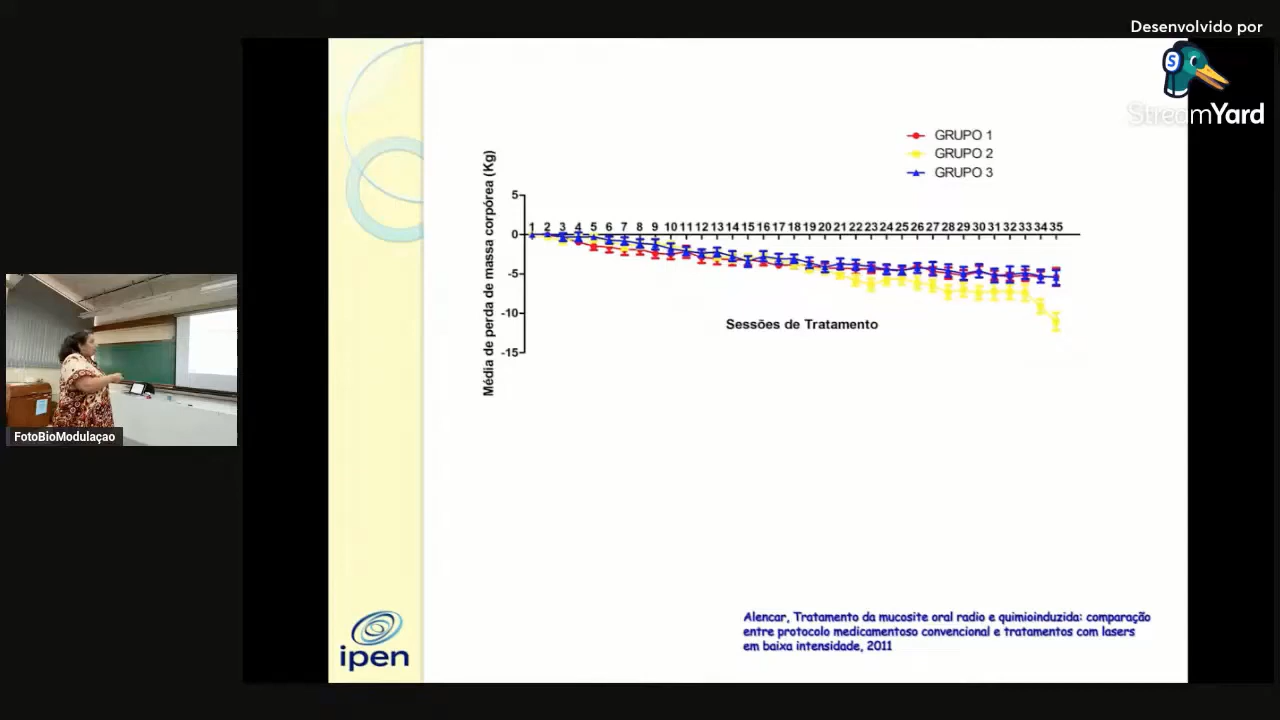 Desenvolvido por
StreamYard
GRUPO 1
GRUPO 2
GRUPO 3
Média de perda de massa corpórea (Kg)
5
0
-5
-10
-15
1 2 3 4 5 6 7 8 9 10 11 12 13 14 15 16 17 18 19 20 21 22 23 24 25 26 27 28 29 30 31 32 33 34 35
Sessões de Tratamento
FotoBioModulaçao
Alencar, Tratamento da mucosite oral radio e quimioinduzida: comparação
entre protocolo medicamentoso convencional e tratamentos com lasers
em baixa intensidade, 2011
ipen